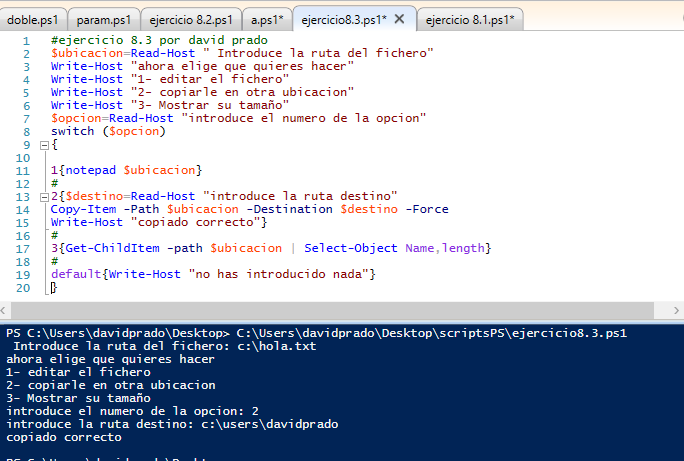 doble.ps1 param.ps1 ejercicio 8.2.ps1 a.ps1* ejercicio8.3.ps1* ejercicio 8.1.ps1*
1 #ejercicio 8.3 por david prado
2 $ubicacion=Read-Host " Introduce la ruta del fichero"
3 Write-Host "ahora elige que quieres hacer"
4 Write-Host "1- editar el fichero"
5 Write-Host "2- copiarle en otra ubicacion"
6 Write-Host "3- Mostrar su tamaño"
7 $opcion=Read-Host "introduce el numero de la opcion"
8 switch ($opcion)
9 {
10
11 1{notepad $ubicacion}
12 #
13 2{$destino=Read-Host "introduce la ruta destino"
14 Copy-Item -Path $ubicacion -Destination $destino -Force
15 Write-Host "copiado correcto"}
16 #
17 3{Get-ChildItem -path $ubicacion | Select-Object Name,length}
18 #
19 default{Write-Host "no has introducido nada"}
20 }
PS C:\Users\davidprado\Desktop> C:\Users\davidprado\Desktop\scriptsPS\ejercicio8.3.ps1
Introduce la ruta del fichero: c:\hola.txt
ahora elige que quieres hacer
1- editar el fichero
2- copiarle en otra ubicacion
3- Mostrar su tamaño
introduce el numero de la opcion: 2
introduce la ruta destino: c:\users\davidprado
copiado correcto